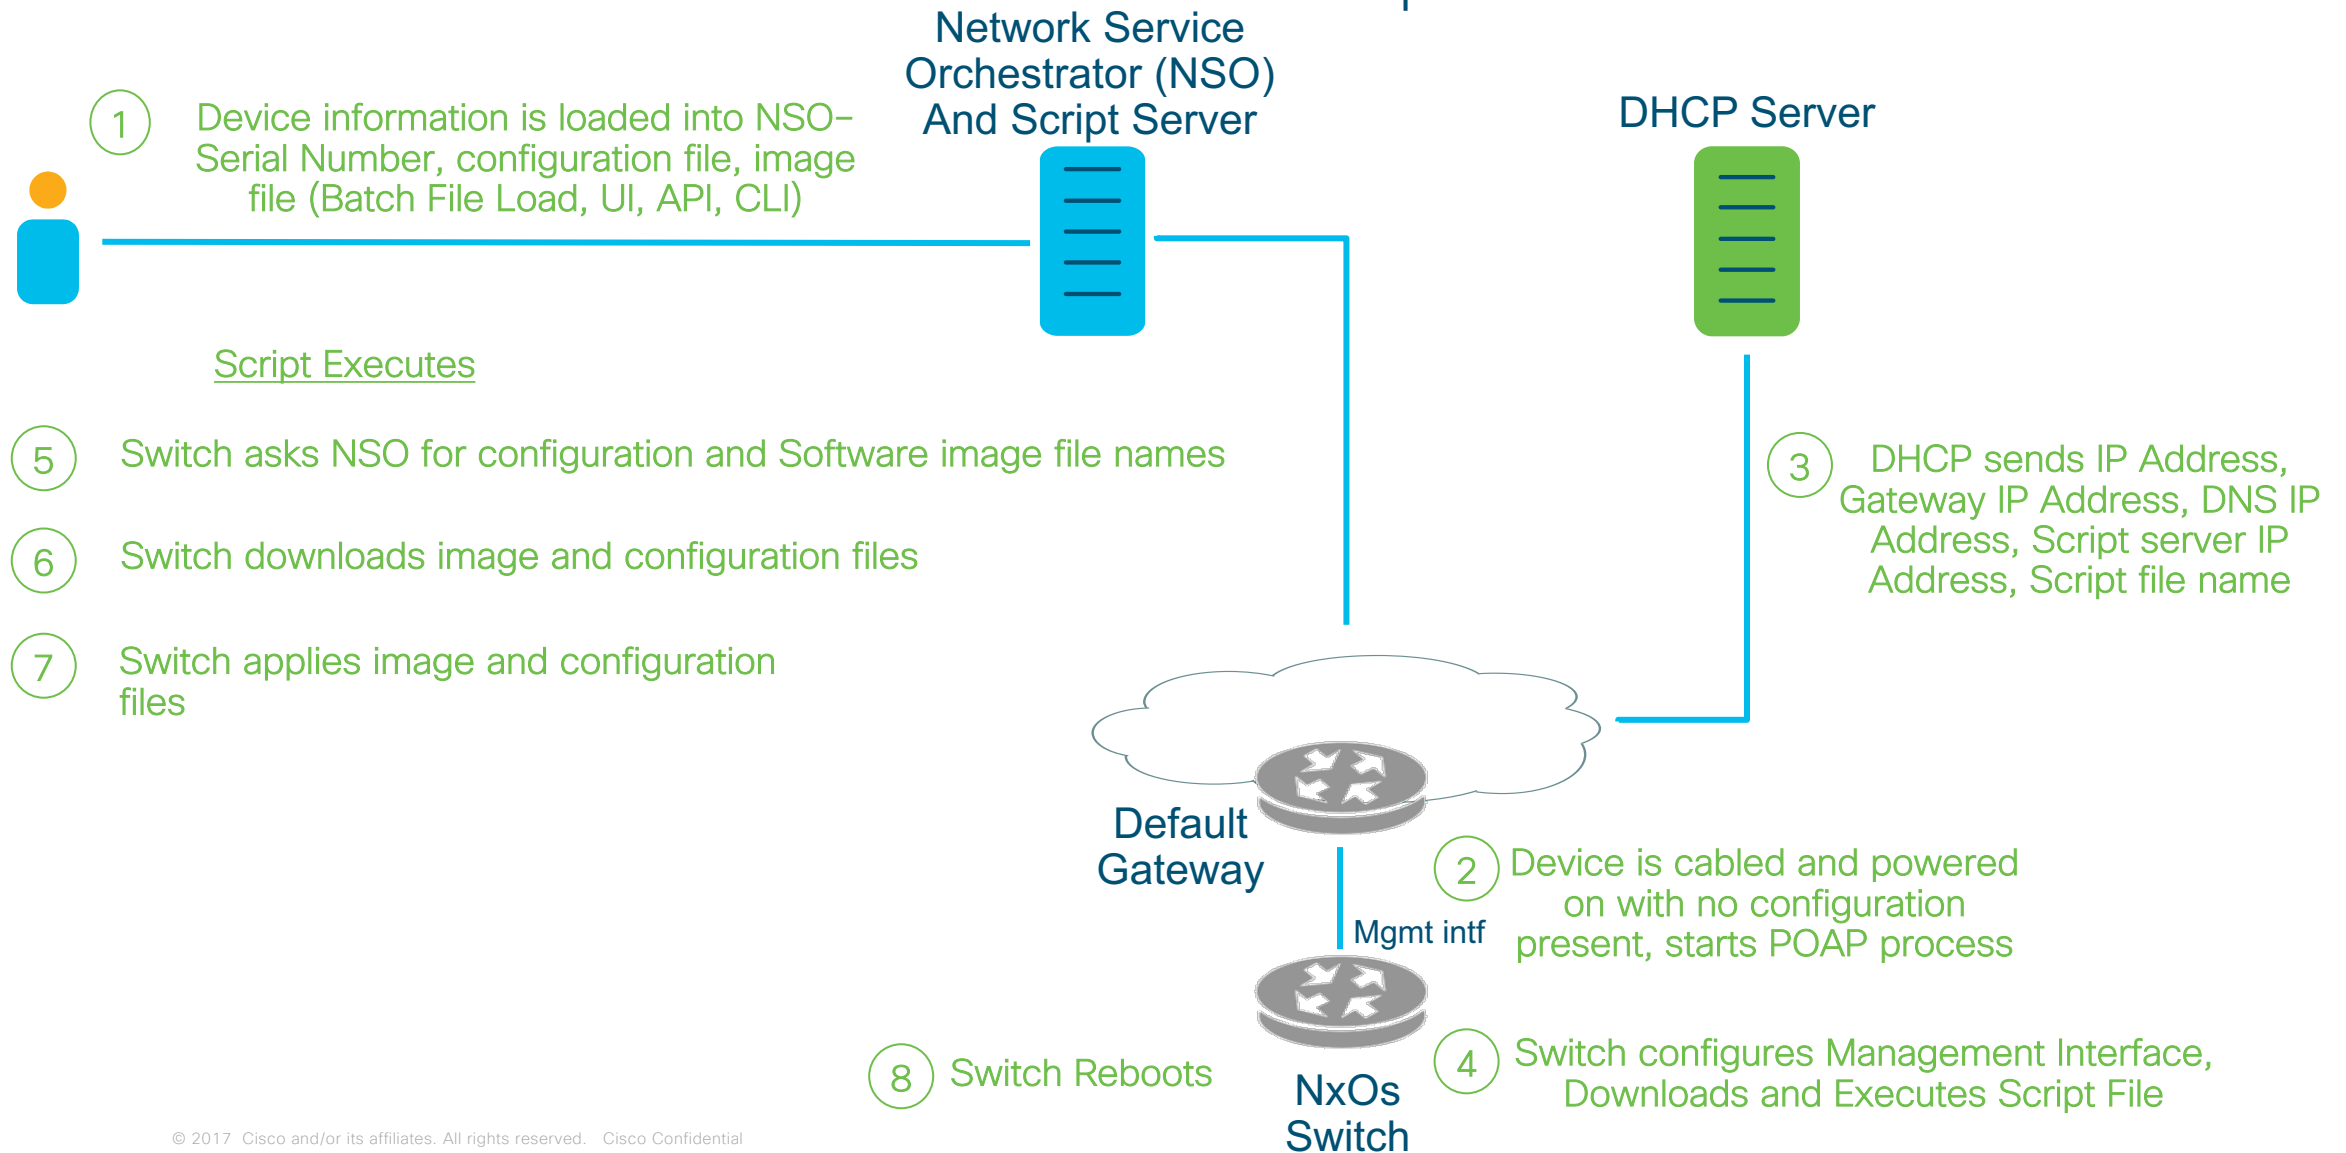 Network Service
Orchestrator (NSO)
And Script Server
DHCP Server
1
Device information is loaded into NSO–
Serial Number, configuration file, image
file (Batch File Load, UI, API, CLI)
Script Executes
5
Switch asks NSO for configuration and Software image file names
6
Switch downloads image and configuration files
7
Switch applies image and configuration
files
3
DHCP sends IP Address,
Gateway IP Address, DNS IP
Address, Script server IP
Address, Script file name
Default
Gateway
2
Device is cabled and powered
on with no configuration
present, starts POAP process
Mgmt intf
4
Switch configures Management Interface,
Downloads and Executes Script File
8
Switch Reboots
NxOs
Switch
© 2017 Cisco and/or its affiliates. All rights reserved. Cisco Confidential